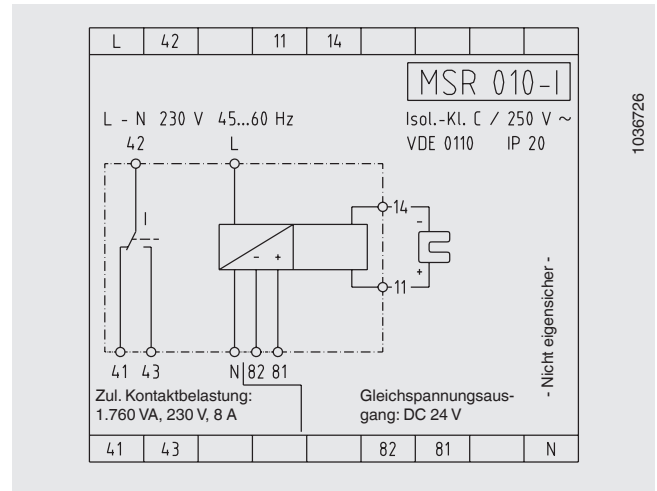 L 42 11 14
MSR 010-I
L - N 230 V 45...60 Hz
Isol.-Kl. C / 250 V ~
VDE 0110 IP 20
42 L
I
14
-
- +
+
11
41 43 N 82 81
Zul. Kontaktbelastung:
1.760 VA, 230 V, 8 A
Gleichspannungsaus-
gang: DC 24 V
- Nicht eigensicher -
41 43 82 81 N
1036726